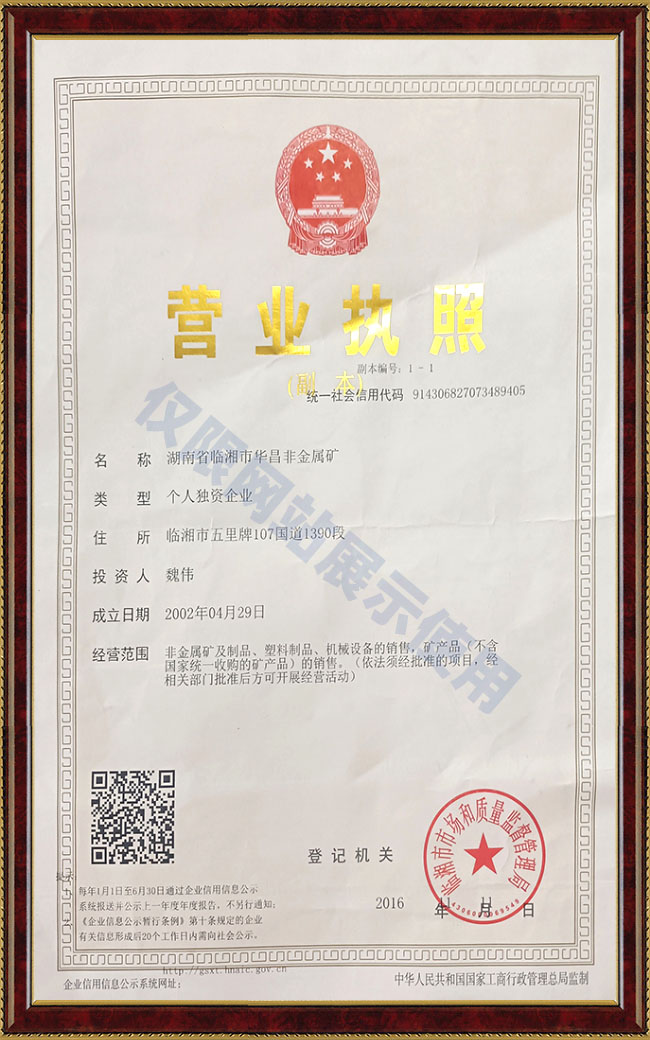 营业执照
副本编号：1-1
（副 本）
统一社会信用代码 914306827073489405
仅限网站展示使用
名 称 湖南省临湘市华昌非金属矿
类 型 个人独资企业
住 所 临湘市五里牌107国道1390段
投资人 魏伟
成立日期 2002年04月29日
经营范围 非金属矿及制品、塑料制品、机械设备的销售，矿产品（不含
国家统一收购的矿产品）的销售。（依法须经批准的项目，经
相关部门批准后方可开展经营活动）
登记机关
临湘市市场和质量监督管理局
2016 年 11 月 11 日
提示
每年1月1日至6月30日通过企业信用信息公示
系统报送并公示上一年度年度报告，不另行通知；
《企业信息公示暂行条例》第十条规定的企业
有关信息形成后20个工作日内需向社会公示。
http://gsxt.hnaic.gov.cn
企业信用信息公示系统网址：
中华人民共和国国家工商行政管理总局监制